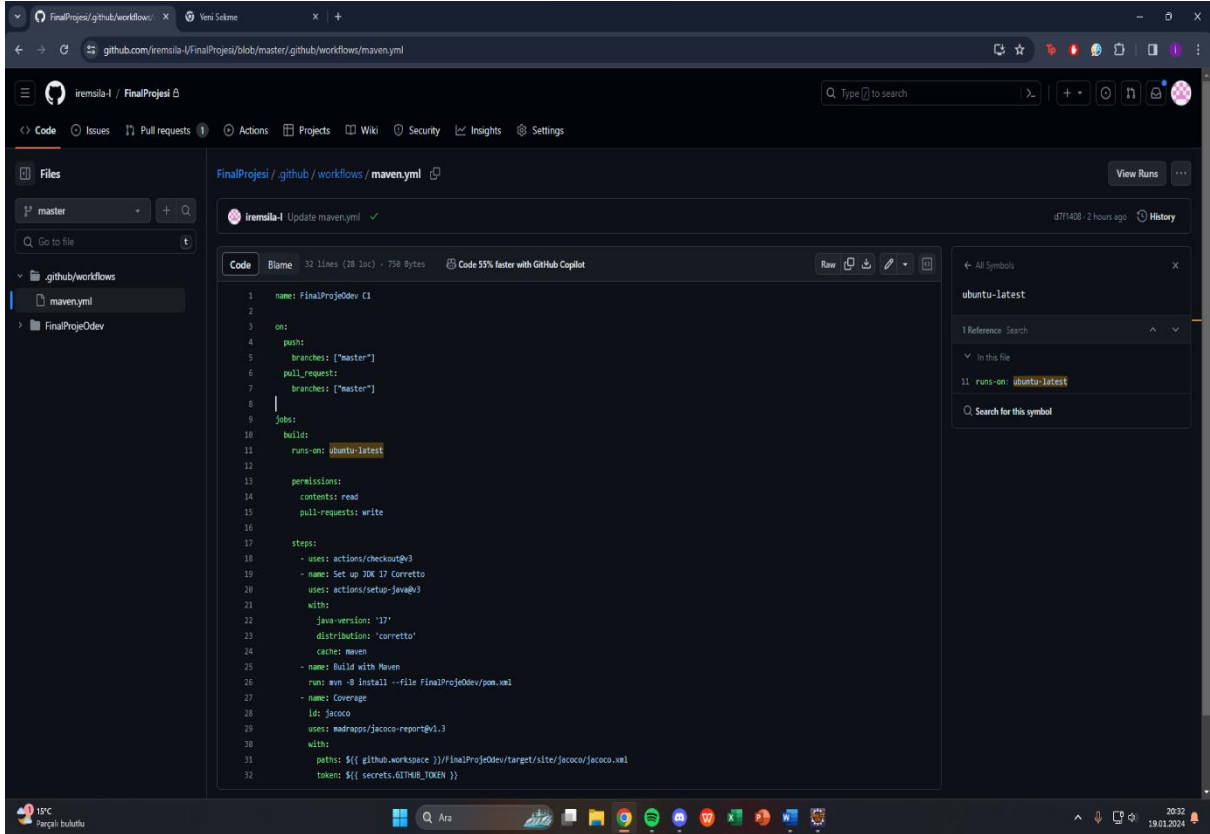 FinalProjesi/.github/workflows/
Yeni Sekme
github.com/iremsila-l/FinalProjesi/blob/master/.github/workflows/maven.yml
iremsila-l / FinalProjesi
Type / to search
Code Issues Pull requests 1 Actions Projects Wiki Security Insights Settings
Files
FinalProjesi / .github / workflows / maven.yml
View Runs
master
iremsila-l Update maven.yml
d7f1408 · 2 hours ago History
Go to file t
Code Blame 32 lines (28 loc) · 750 Bytes Code 55% faster with GitHub Copilot
Raw
All Symbols
.github/workflows
maven.yml
FinalProjeOdev
ubuntu-latest
1 Reference Search
In this file
11 runs-on: ubuntu-latest
Search for this symbol
1 name: FinalProjeOdev C1
2
3 on:
4 push:
5 branches: ["master"]
6 pull_request:
7 branches: ["master"]
8
9 jobs:
10 build:
11 runs-on: ubuntu-latest
12
13 permissions:
14 contents: read
15 pull-requests: write
16
17 steps:
18 - uses: actions/checkout@v3
19 - name: Set up JDK 17 Corretto
20 uses: actions/setup-java@v3
21 with:
22 java-version: '17'
23 distribution: 'corretto'
24 cache: maven
25 - name: Build with Maven
26 run: mvn -B install --file FinalProjeOdev/pom.xml
27 - name: Coverage
28 id: jacoco
29 uses: madrapps/jacoco-report@v1.3
30 with:
31 paths: ${{ github.workspace }}/FinalProjeOdev/target/site/jacoco/jacoco.xml
32 token: ${{ secrets.GITHUB_TOKEN }}
1
15°C
Parçalı bulutlu
Ara
20:32
19.01.2024